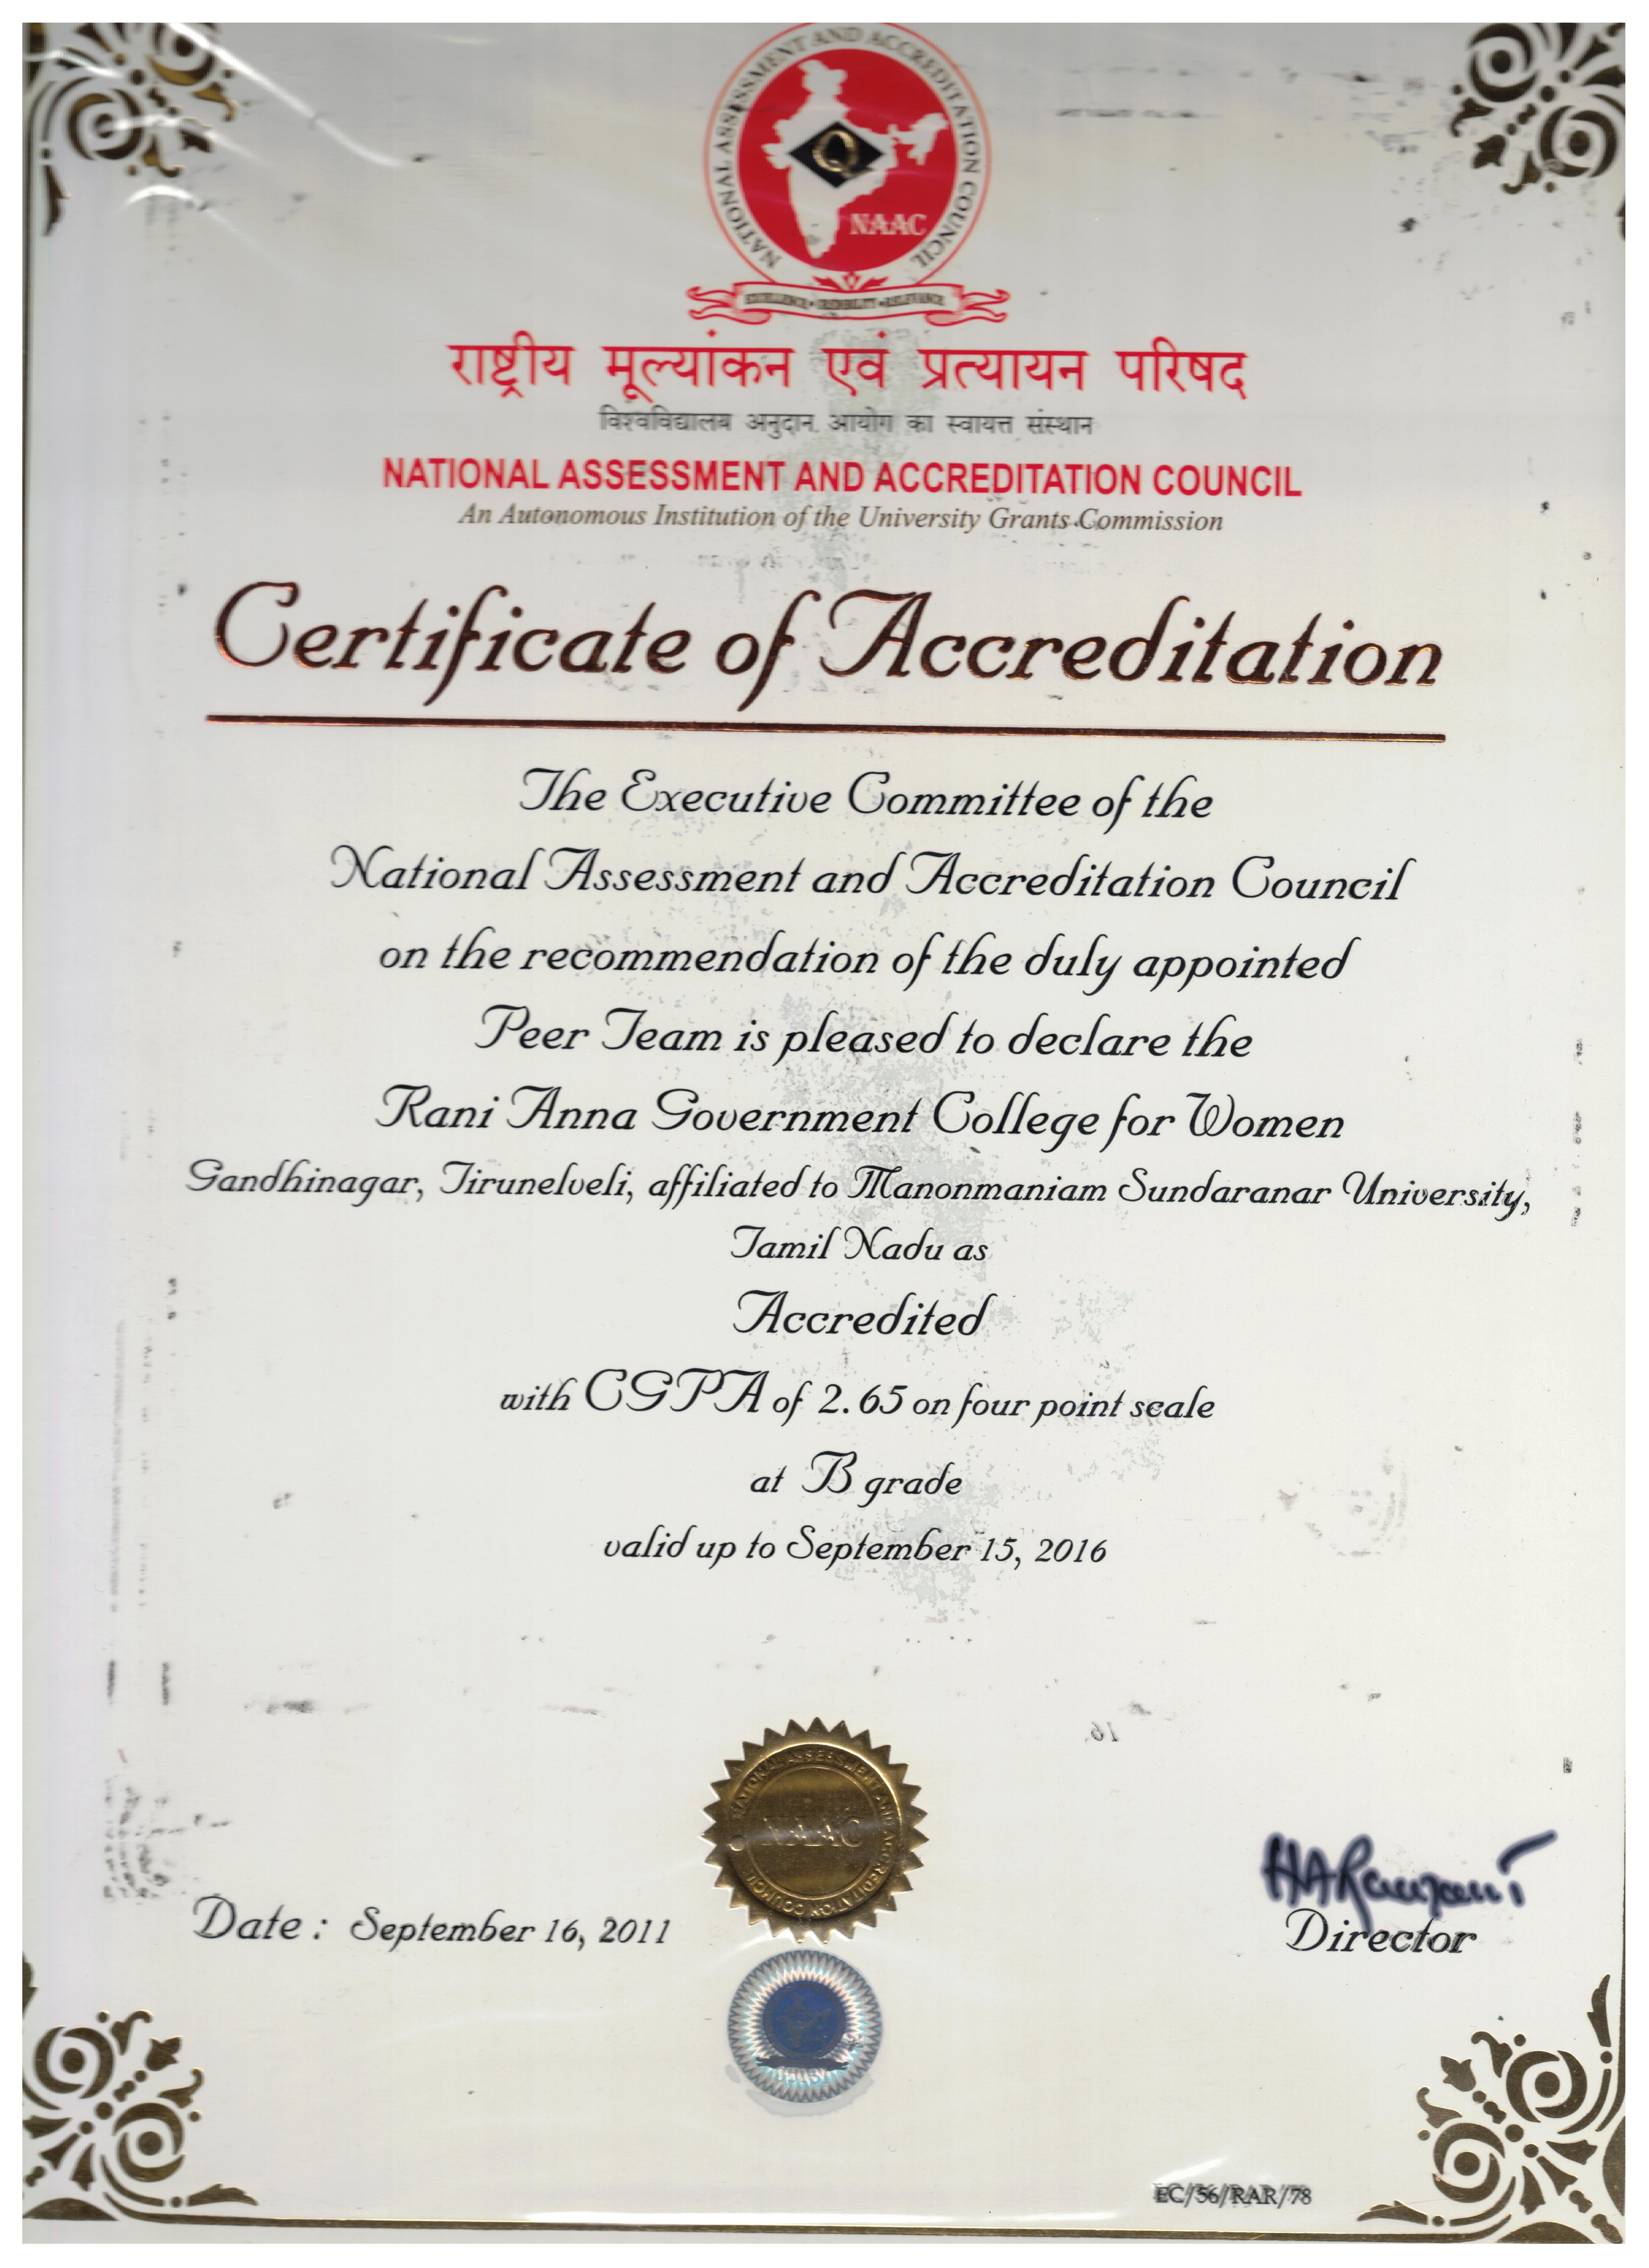 NATIONAL ASSESSMENT AND ACCREDITATION COUNCIL
NAAC
राष्ट्रीय मूल्यांकन एवं प्रत्यायन परिषद
विश्वविद्यालय अनुदान आयोग का स्वायत्त संस्थान
NATIONAL ASSESSMENT AND ACCREDITATION COUNCIL
An Autonomous Institution of the University Grants Commission
Certificate of Accreditation
The Executive Committee of the
National Assessment and Accreditation Council
on the recommendation of the duly appointed
Peer Team is pleased to declare the
Rani Anna Government College for Women
Gandhinagar, Tirunelveli, affiliated to Manonmaniam Sundaranar University,
Tamil Nadu as
Accredited
with CGPA of 2.65 on four point scale
at B grade
valid up to September 15, 2016
NATIONAL ASSESSMENT AND ACCREDITATION COUNCIL
NAAC
Date : September 16, 2011
Director
EC/56/RAR/78